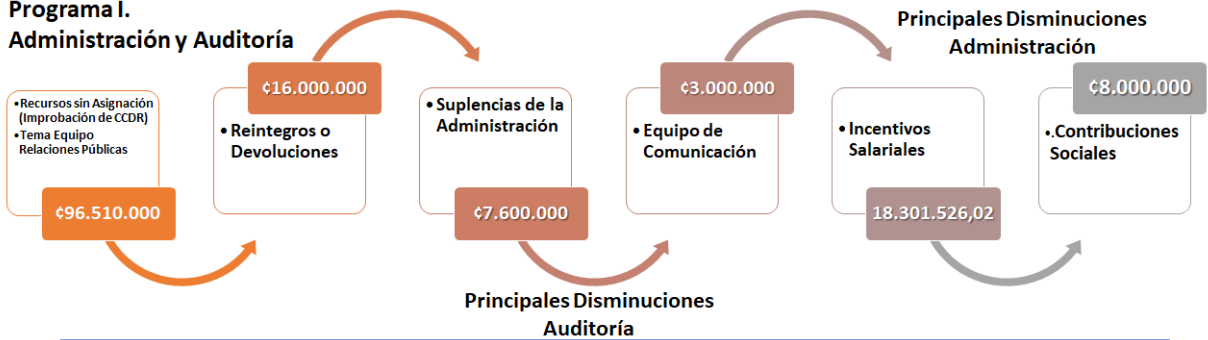 Programa I.
Administración y Auditoría
Principales Disminuciones
Administración
•Recursos sin Asignación
(Improbación de CCDR)
•Tema Equipo
Relaciones Públicas
¢96.510.000
¢16.000.000
•Reintegros o
Devoluciones
•Suplencias de la
Administración
¢7.600.000
¢3.000.000
•Equipo de
Comunicación
•Incentivos
Salariales
18.301.526,02
¢8.000.000
•.Contribuciones
Sociales
Principales Disminuciones
Auditoría